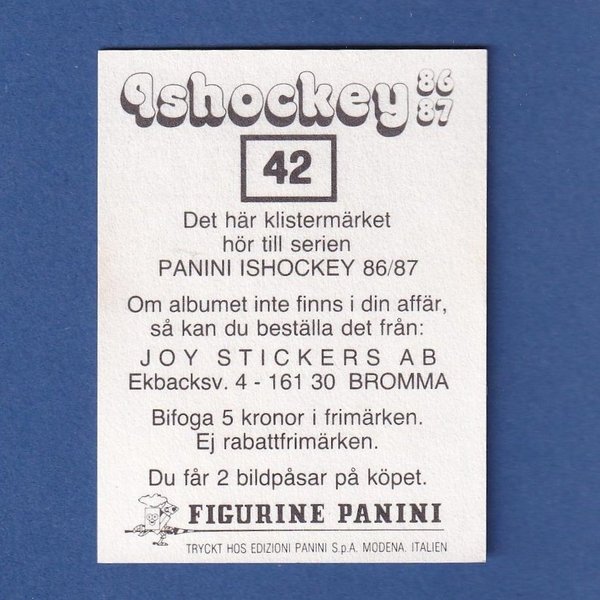 Ishockey 86
87
42
Det här klistermärket
hör till serien
PANINI ISHOCKEY 86/87
Om albumet inte finns i din affär,
så kan du beställa det från:
JOY STICKERS AB
Ekbacksv. 4 - 161 30 BROMMA
Bifoga 5 kronor i frimärken.
Ej rabattfrimärken.
Du får 2 bildpåsar på köpet.
FIGURINE PANINI
TRYCKT HOS EDIZIONI PANINI S.p.A. MODENA. ITALIEN